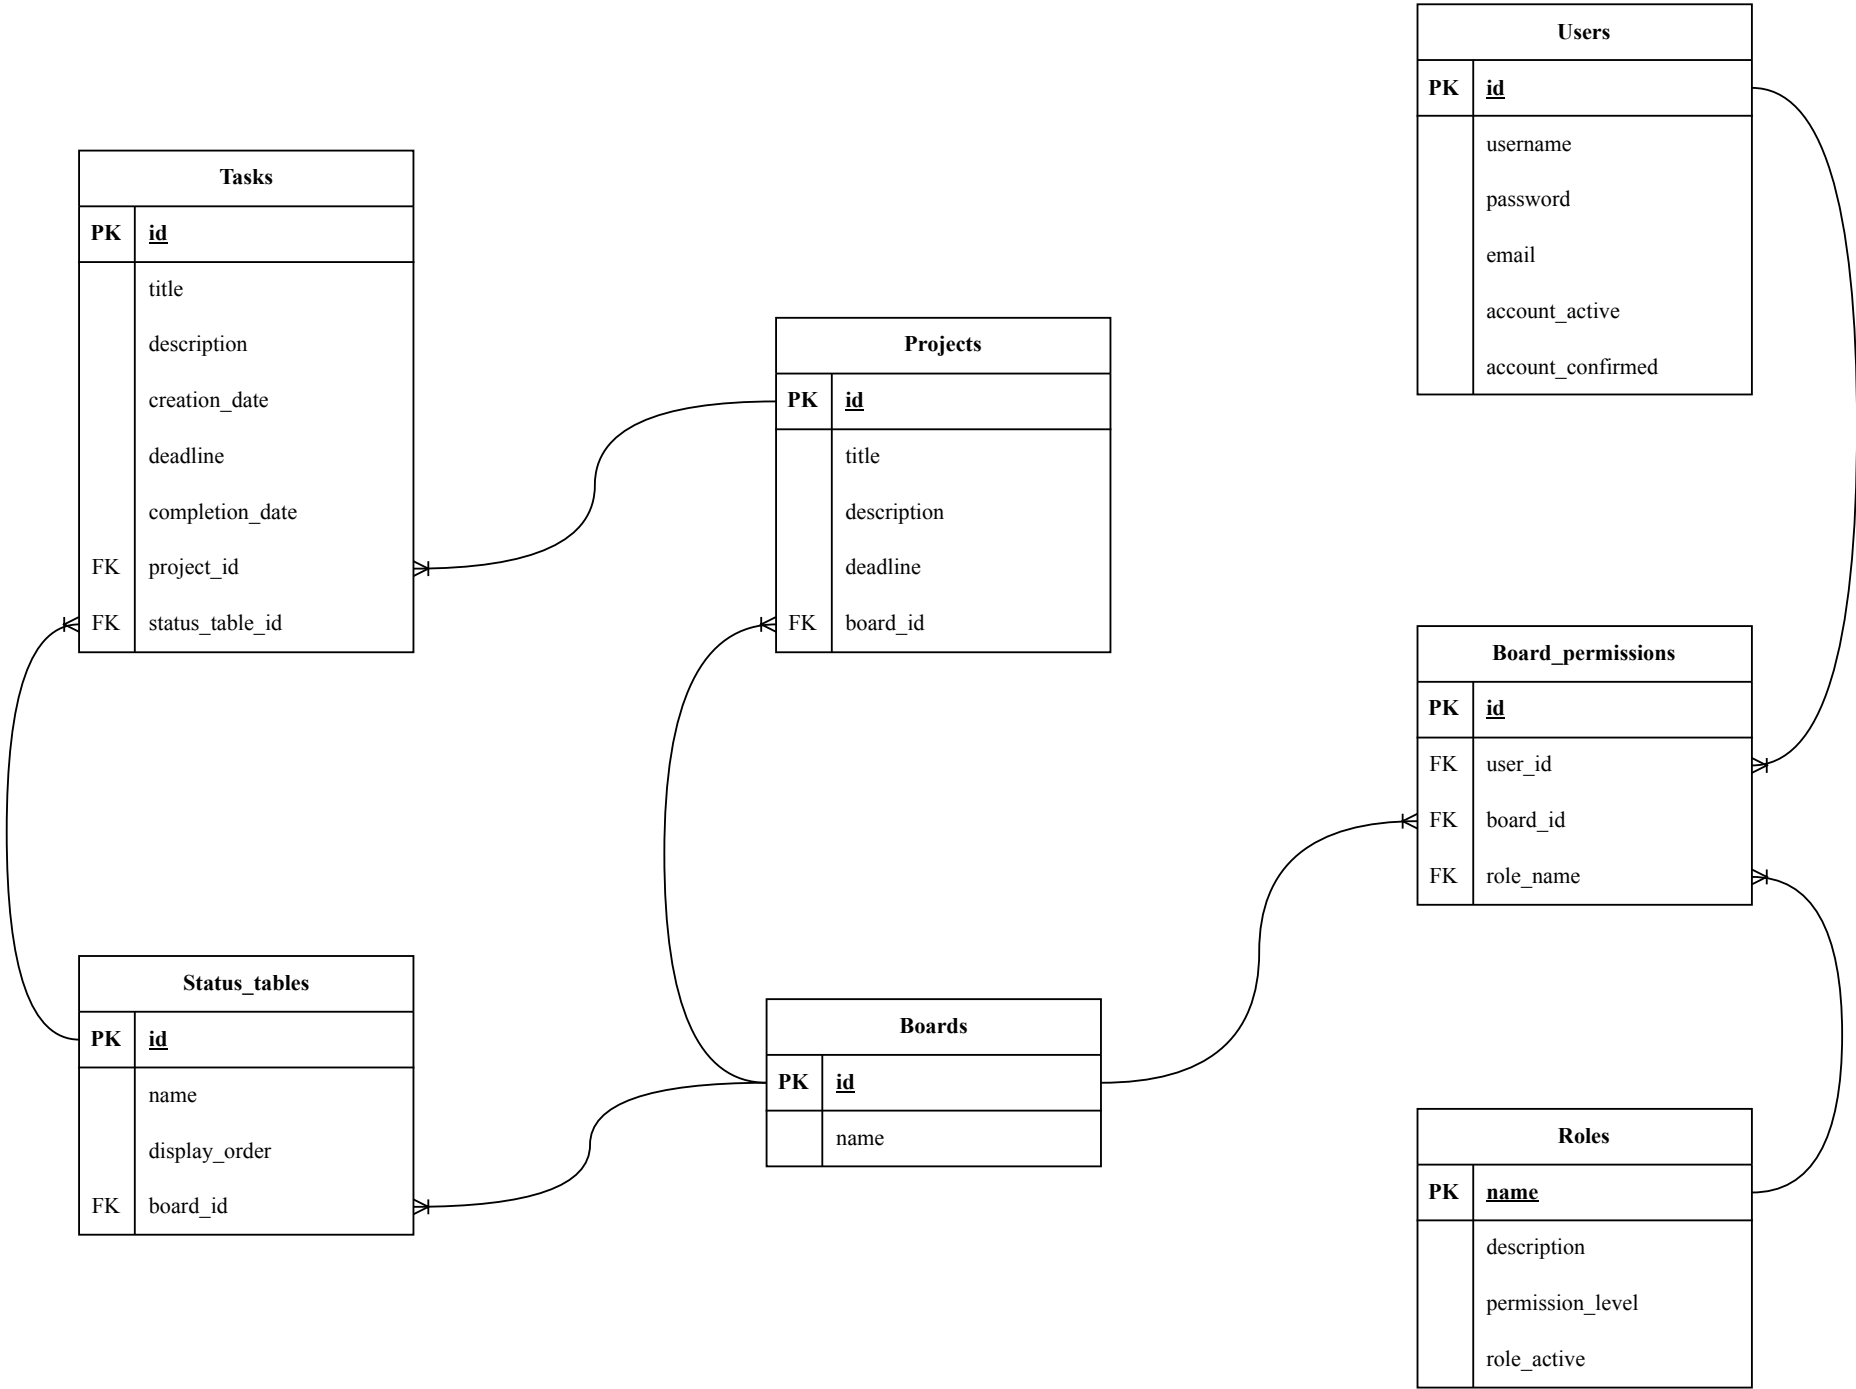 Users
PK id
username
password
email
account_active
account_confirmed
Tasks
PK id
title
description
creation_date
deadline
completion_date
FK project_id
FK status_table_id
Projects
PK id
title
description
deadline
FK board_id
Board_permissions
PK id
FK user_id
FK board_id
FK role_name
Status_tables
PK id
name
display_order
FK board_id
Boards
PK id
name
Roles
PK name
description
permission_level
role_active